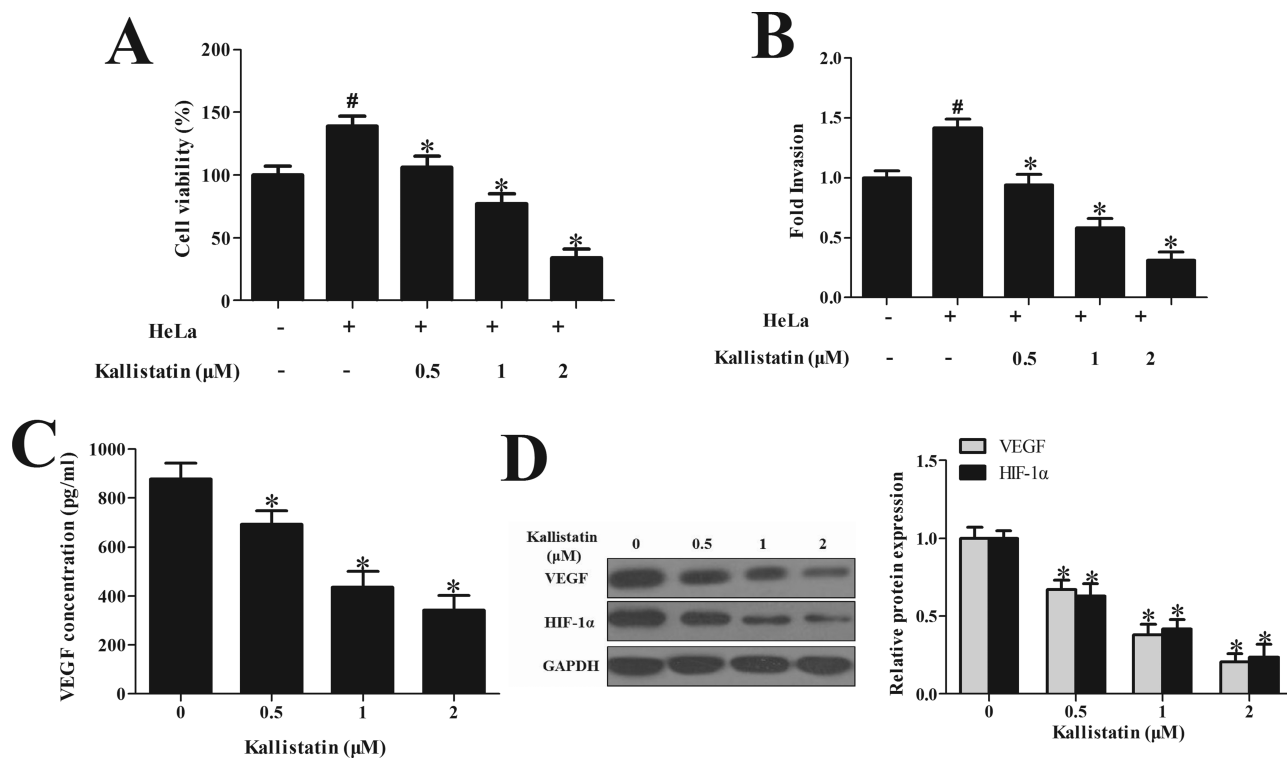 A
Cell viability (%)
200
150
100
50
0
#
*
*
*
HeLa - + + + +
Kallistatin (μM) - - 0.5 1 2
B
Fold Invasion
2.0
1.5
1.0
0.5
0.0
#
*
*
*
HeLa - + + + +
Kallistatin (μM) - - 0.5 1 2
C
VEGF concentration (pg/ml)
1000
800
600
400
200
0
*
*
*
0 0.5 1 2
Kallistatin (μM)
D
Kallistatin 0 0.5 1 2
(μM)
VEGF
HIF-1α
GAPDH
VEGF
HIF-1α
Relative protein expression
1.5
1.0
0.5
0.0
* *
* *
* *
0 0.5 1 2
Kallistatin (μM)